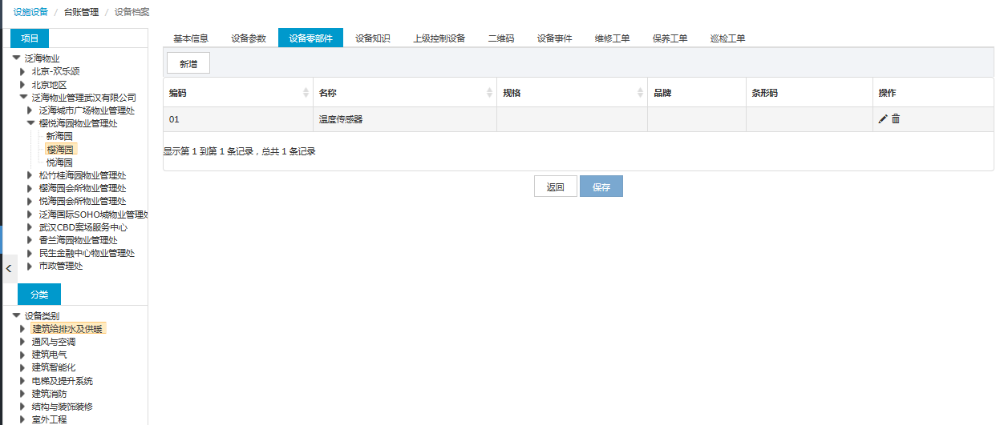 设施设备 / 台账管理 / 设备档案
项目
泛海物业
北京-欢乐颂
北京地区
泛海物业管理武汉有限公司
泛海城市广场物业管理处
樱悦海园物业管理处
新海园
樱海园
悦海园
松竹桂海园物业管理处
樱海园会所物业管理处
悦海园会所物业管理处
泛海国际SOHO城物业管理处
武汉CBD案场服务中心
香兰海园物业管理处
民生金融中心物业管理处
市政管理处
分类
设备类别
建筑给排水及供暖
通风与空调
建筑电气
建筑智能化
电梯及提升系统
建筑消防
结构与装饰装修
室外工程
基本信息 设备参数 设备零部件 设备知识 上级控制设备 二维码 设备事件 维修工单 保养工单 巡检工单
新增
编码 名称 规格 品牌 条形码 操作
01 温度传感器
显示第 1 到第 1 条记录，总共 1 条记录
返回 保存